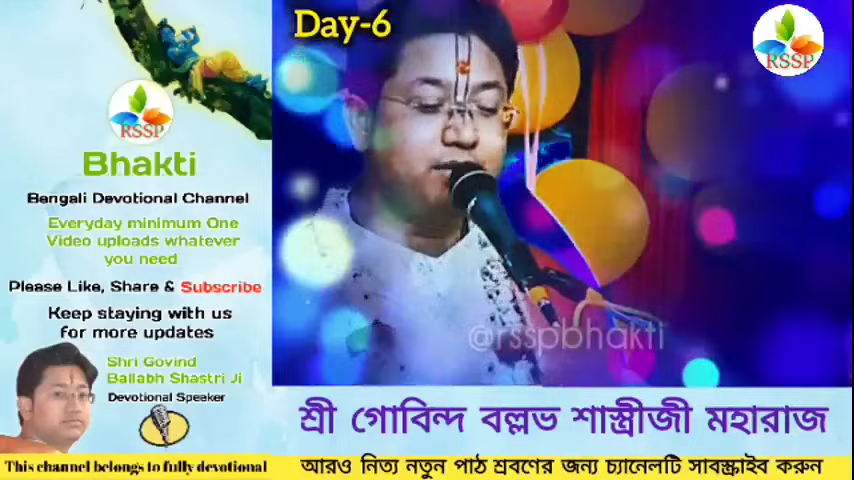 Day-6
RSSP
RSSP
Bhakti
Bengali Devotional Channel
Everyday minimum One
Video uploads whatever
you need
Please Like, Share & Subscribe
Keep staying with us
for more updates
Shri Govind
Ballabh Shastri Ji
Devotional Speaker
@rsspbhakti
শ্রী গোবিন্দ বল্লভ শাস্ত্রীজী মহারাজ
This channel belongs to fully devotional
আরও নিত্য নতুন পাঠ শ্রবণের জন্য চ্যানেলটি সাবস্ক্রাইব করুন